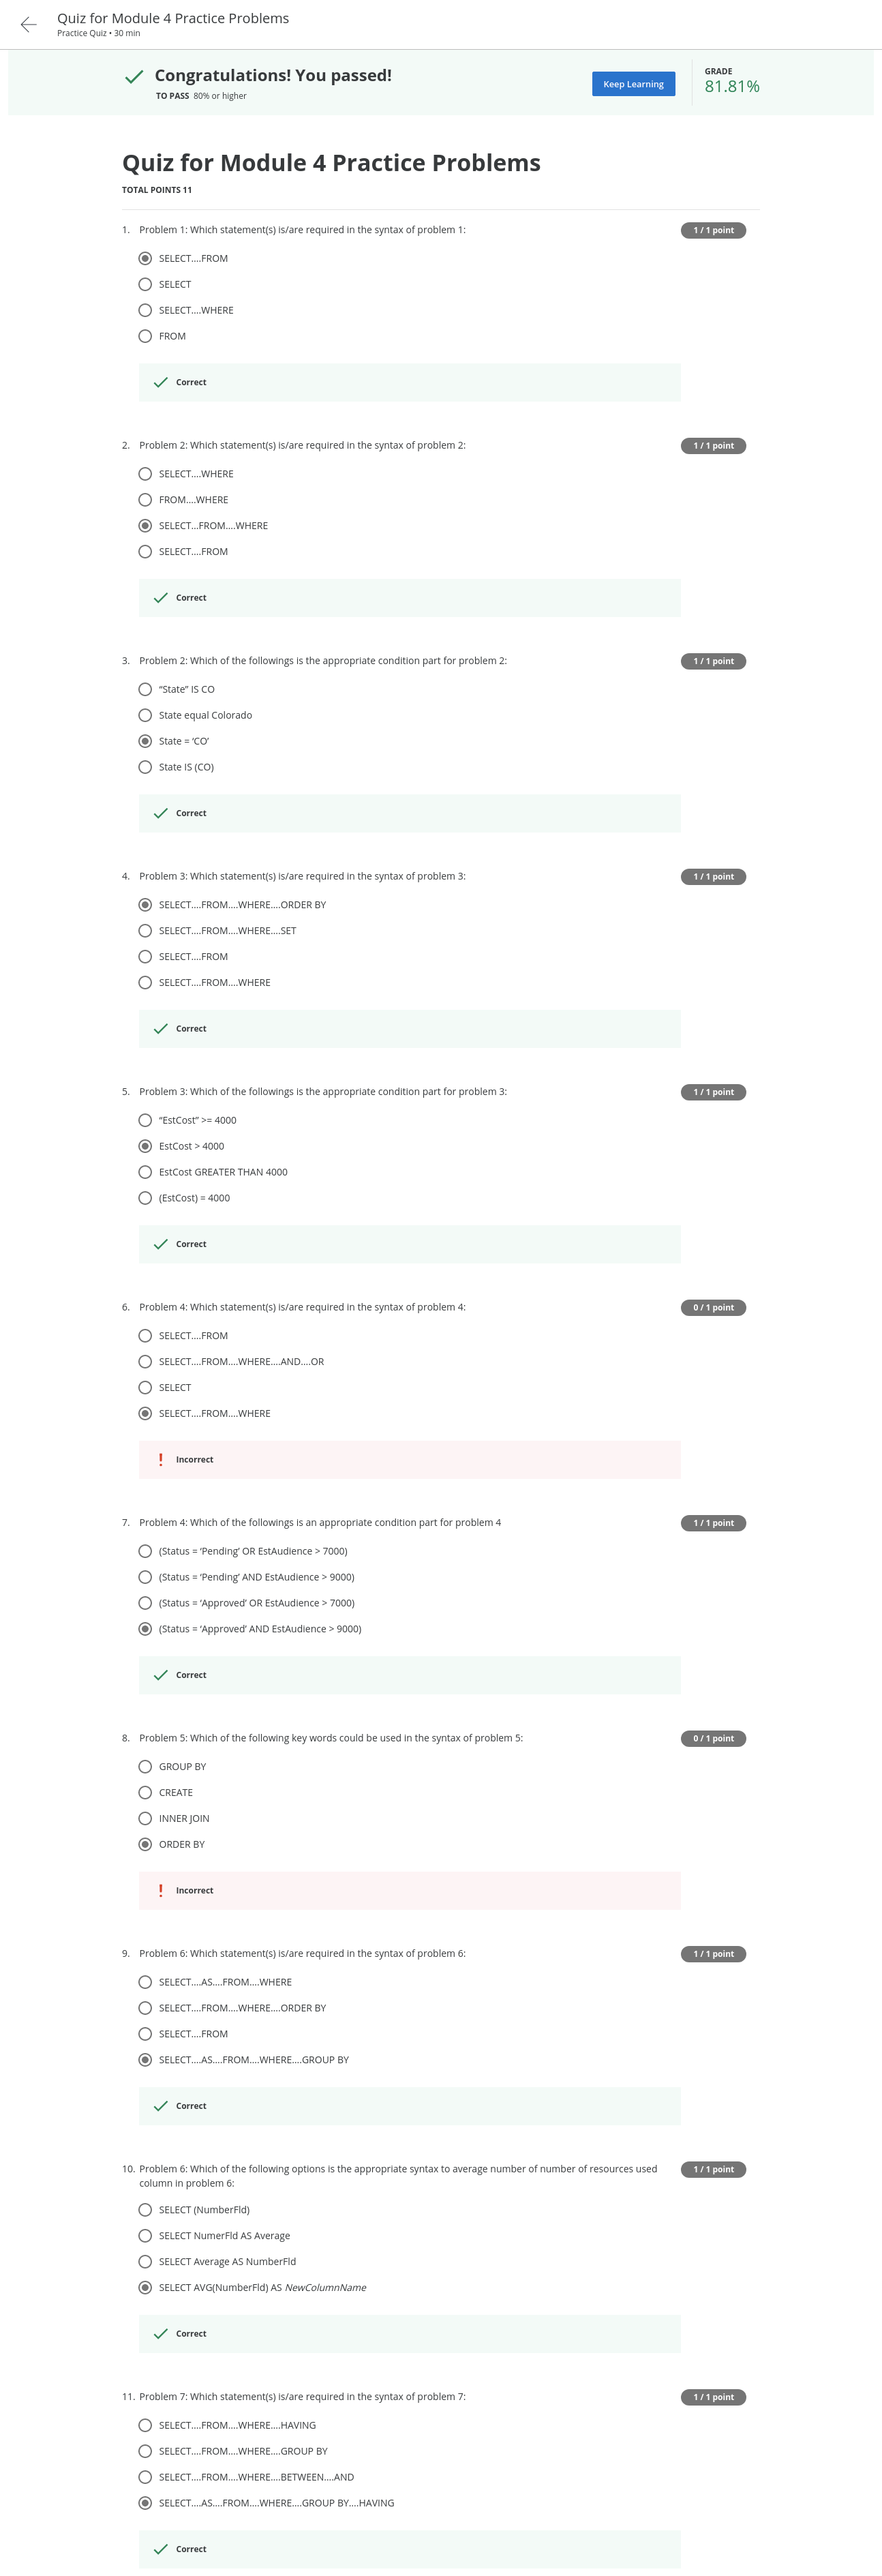 Quiz for Module 4 Practice Problems
Practice Quiz • 30 min
Congratulations! You passed!
TO PASS 80% or higher
Keep Learning
GRADE
81.81%
Quiz for Module 4 Practice Problems
TOTAL POINTS 11
1. Problem 1: Which statement(s) is/are required in the syntax of problem 1:
1 / 1 point
SELECT....FROM
SELECT
SELECT....WHERE
FROM
Correct
2. Problem 2: Which statement(s) is/are required in the syntax of problem 2:
1 / 1 point
SELECT....WHERE
FROM....WHERE
SELECT...FROM....WHERE
SELECT....FROM
Correct
3. Problem 2: Which of the followings is the appropriate condition part for problem 2:
1 / 1 point
“State” IS CO
State equal Colorado
State = ‘CO’
State IS (CO)
Correct
4. Problem 3: Which statement(s) is/are required in the syntax of problem 3:
1 / 1 point
SELECT....FROM....WHERE....ORDER BY
SELECT....FROM....WHERE....SET
SELECT....FROM
SELECT....FROM....WHERE
Correct
5. Problem 3: Which of the followings is the appropriate condition part for problem 3:
1 / 1 point
“EstCost” >= 4000
EstCost > 4000
EstCost GREATER THAN 4000
(EstCost) = 4000
Correct
6. Problem 4: Which statement(s) is/are required in the syntax of problem 4:
0 / 1 point
SELECT....FROM
SELECT....FROM....WHERE....AND....OR
SELECT
SELECT....FROM....WHERE
Incorrect
7. Problem 4: Which of the followings is an appropriate condition part for problem 4
1 / 1 point
(Status = ‘Pending’ OR EstAudience > 7000)
(Status = ‘Pending’ AND EstAudience > 9000)
(Status = ‘Approved’ OR EstAudience > 7000)
(Status = ‘Approved’ AND EstAudience > 9000)
Correct
8. Problem 5: Which of the following key words could be used in the syntax of problem 5:
0 / 1 point
GROUP BY
CREATE
INNER JOIN
ORDER BY
Incorrect
9. Problem 6: Which statement(s) is/are required in the syntax of problem 6:
1 / 1 point
SELECT....AS....FROM....WHERE
SELECT....FROM....WHERE....ORDER BY
SELECT....FROM
SELECT....AS....FROM....WHERE....GROUP BY
Correct
10. Problem 6: Which of the following options is the appropriate syntax to average number of number of resources used
column in problem 6:
1 / 1 point
SELECT (NumberFld)
SELECT NumerFld AS Average
SELECT Average AS NumberFld
SELECT AVG(NumberFld) AS NewColumnName
Correct
11. Problem 7: Which statement(s) is/are required in the syntax of problem 7:
1 / 1 point
SELECT....FROM....WHERE....HAVING
SELECT....FROM....WHERE....GROUP BY
SELECT....FROM....WHERE....BETWEEN....AND
SELECT....AS....FROM....WHERE....GROUP BY....HAVING
Correct